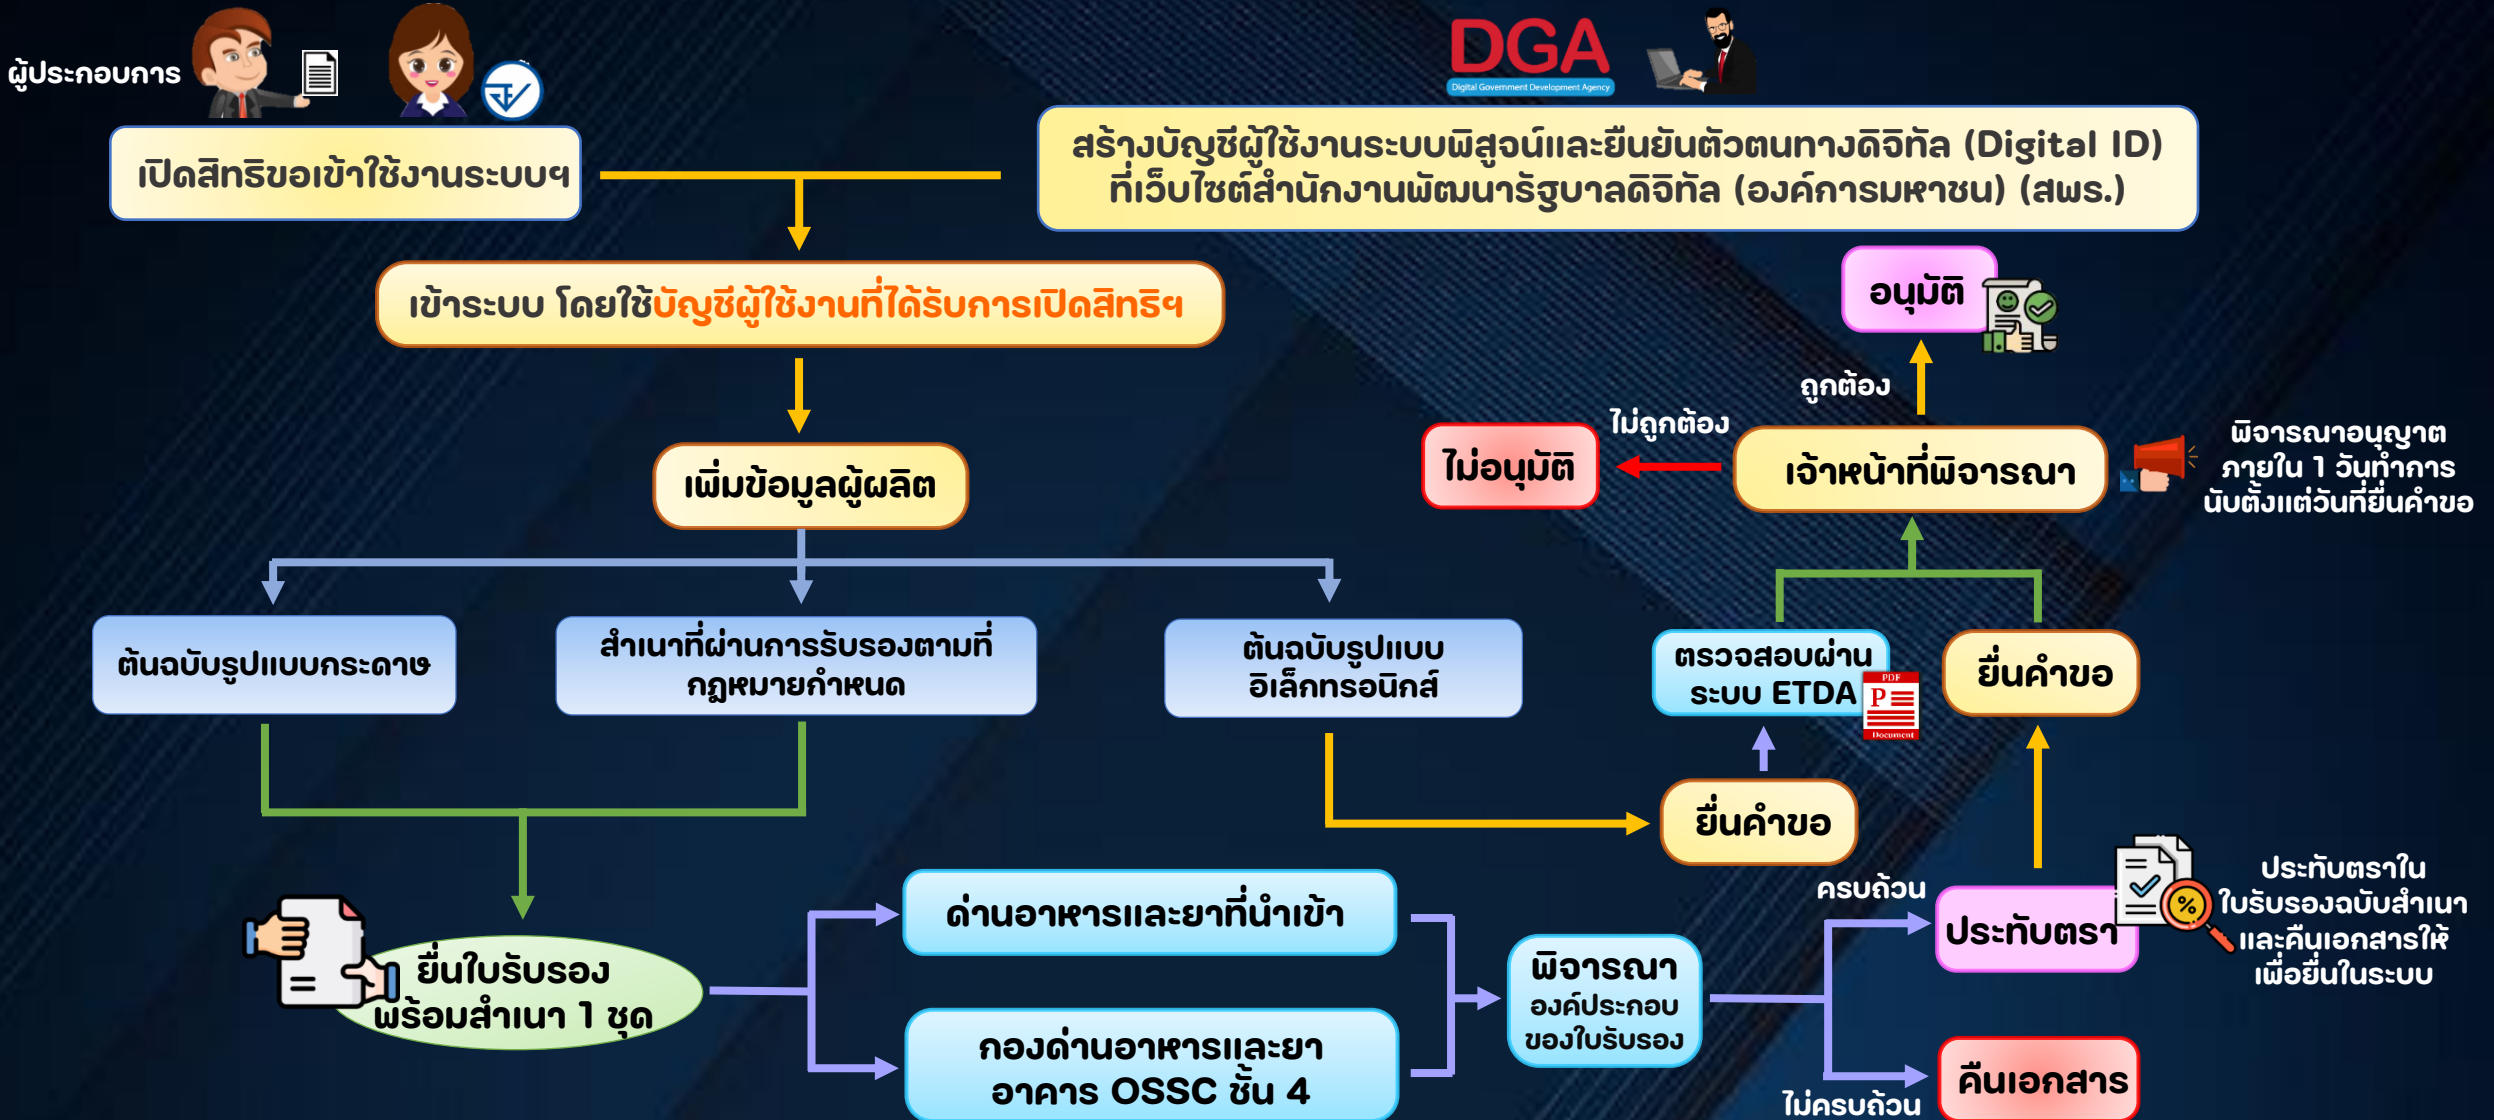 ผู้ประกอบการ
DGA
Digital Government Development Agency
เปิดสิทธิขอเข้าใช้งานระบบฯ
สร้างบัญชีผู้ใช้งานระบบพิสูจน์และยืนยันตัวตนทางดิจิทัล (Digital ID)
ที่เว็บไซต์สำนักงานพัฒนารัฐบาลดิจิทัล (องค์การมหาชน) (สพร.)
เข้าระบบ โดยใช้บัญชีผู้ใช้งานที่ได้รับการเปิดสิทธิฯ
อนุมัติ
ถูกต้อง
ไม่ถูกต้อง
ไม่อนุมัติ
เจ้าหน้าที่พิจารณา
พิจารณาอนุญาต
ภายใน 1 วันทำการ
นับตั้งแต่วันที่ยื่นคำขอ
เพิ่มข้อมูลผู้ผลิต
ต้นฉบับรูปแบบกระดาษ
สำเนาที่ผ่านการรับรองตามที่
กฎหมายกำหนด
ต้นฉบับรูปแบบ
อิเล็กทรอนิกส์
ตรวจสอบผ่าน
ระบบ ETDA
PDF
P
Document
ยื่นคำขอ
ยื่นคำขอ
ยื่นใบรับรอง
พร้อมสำเนา 1 ชุด
ด่านอาหารและยาที่นำเข้า
กองด่านอาหารและยา
อาคาร OSSC ชั้น 4
พิจารณา
องค์ประกอบ
ของใบรับรอง
ครบถ้วน
ประทับตรา
%
ประทับตราใน
ใบรับรองฉบับสำเนา
และคืนเอกสารให้
เพื่อยื่นในระบบ
ไม่ครบถ้วน
คืนเอกสาร